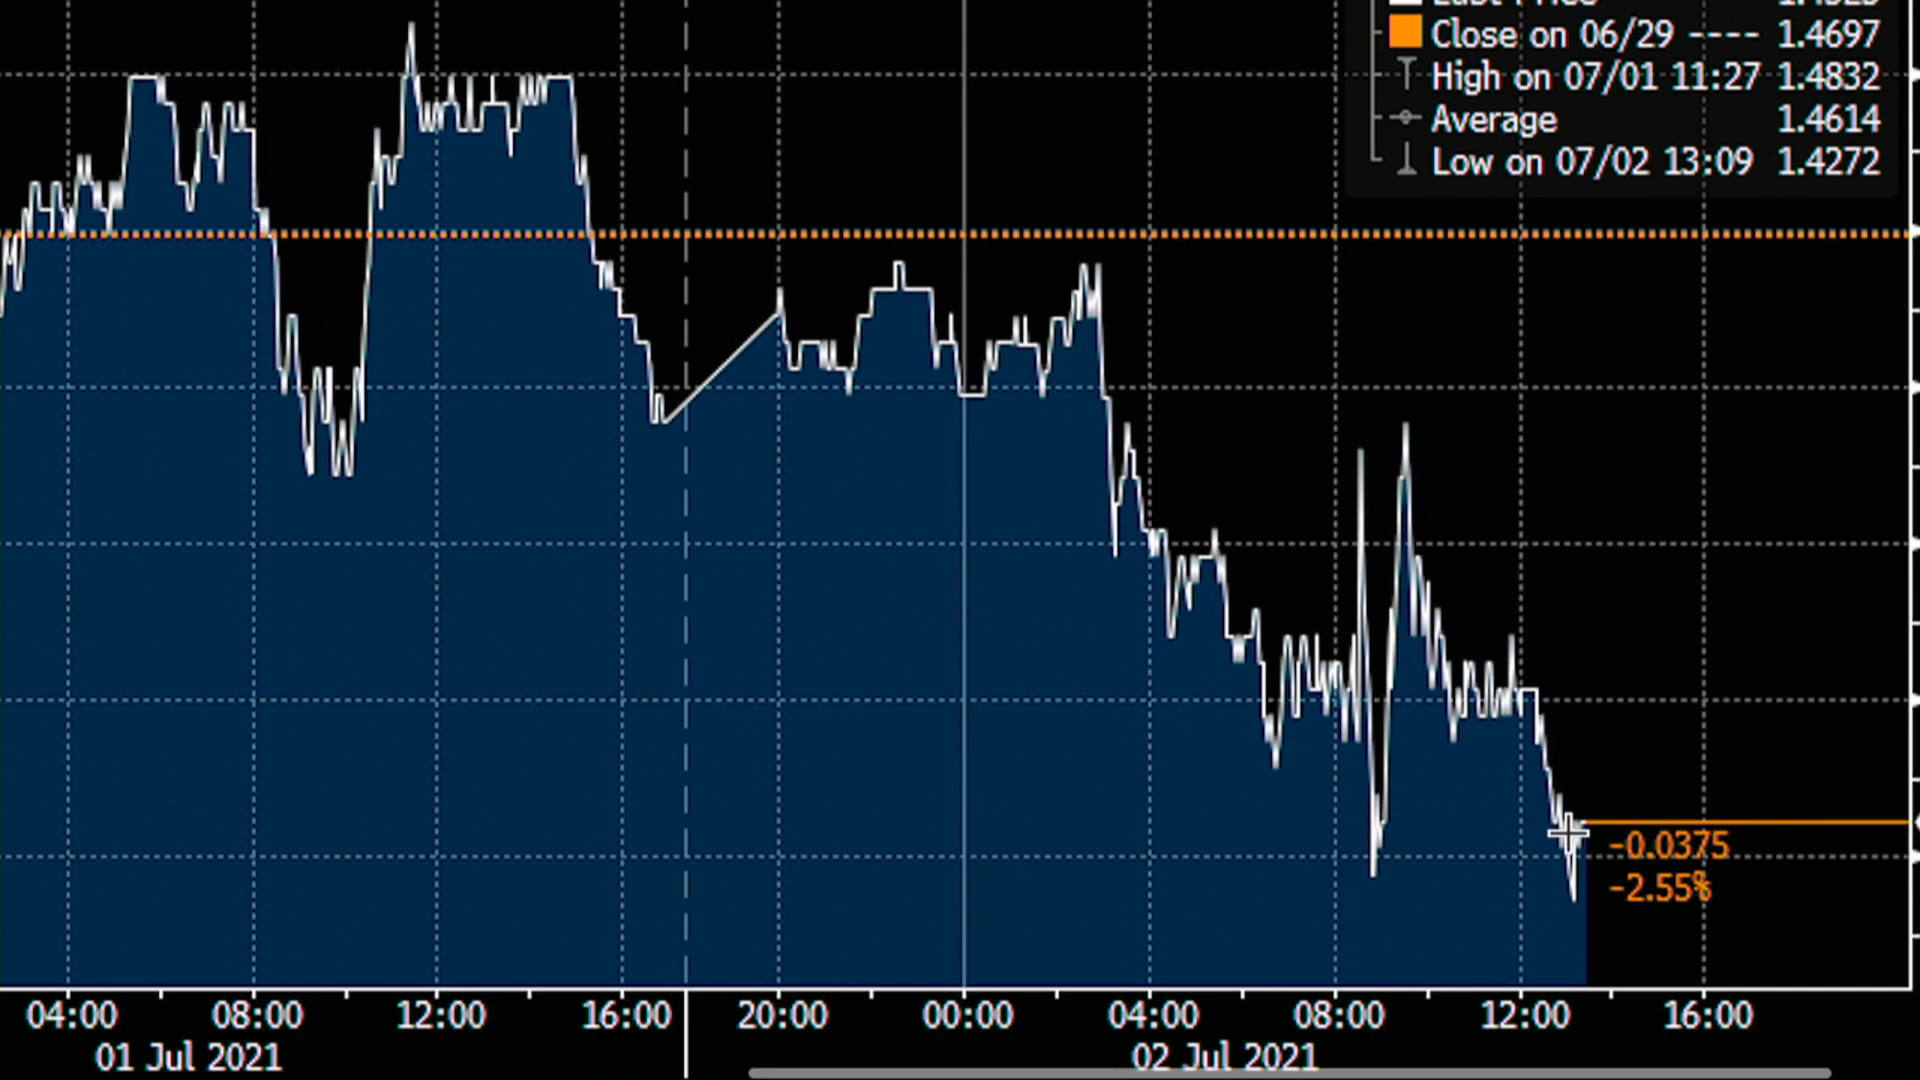 Close on 06/29 ---- 1.4697
High on 07/01 11:27 1.4832
Average 1.4614
Low on 07/02 13:09 1.4272
-0.0375
-2.55%
04:00 08:00 12:00 16:00 20:00 00:00 04:00 08:00 12:00 16:00
01 Jul 2021 02 Jul 2021